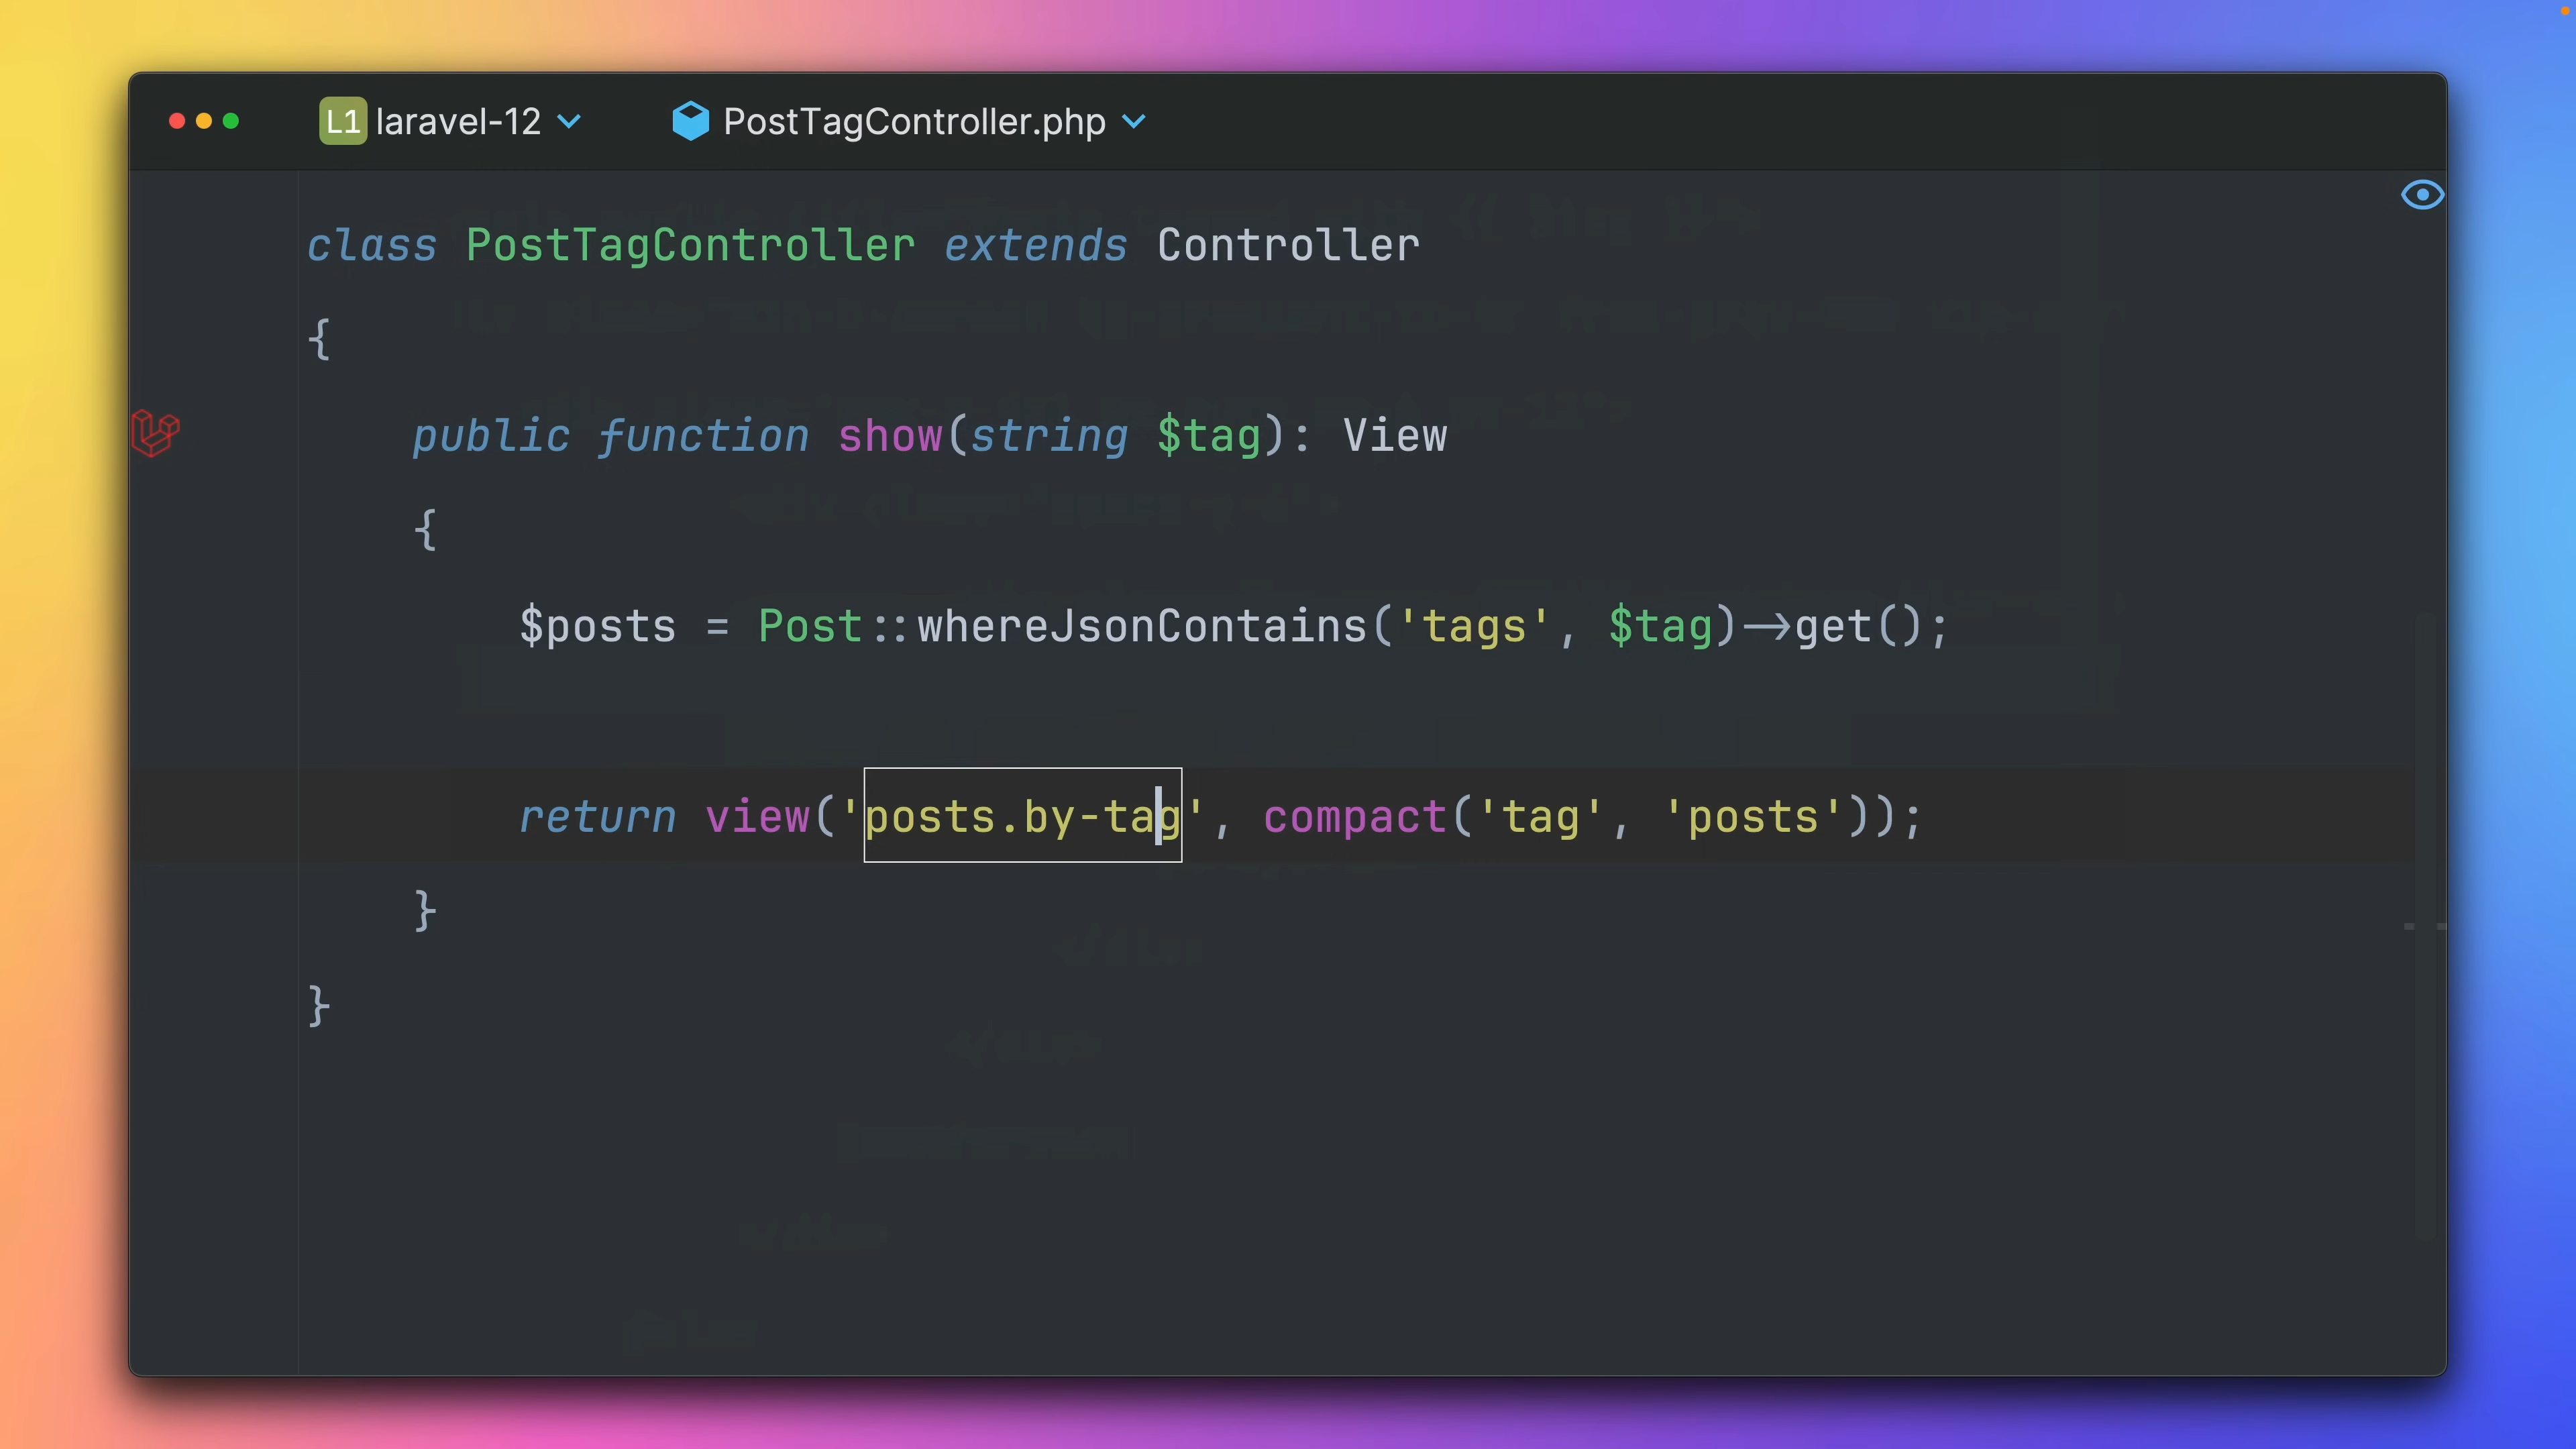 L1 laravel-12 PostTagController.php
class PostTagController extends Controller
{
public function show(string $tag): View
{
$posts = Post::whereJsonContains('tags', $tag)->get();
return view('posts.by-tag', compact('tag', 'posts'));
}
}